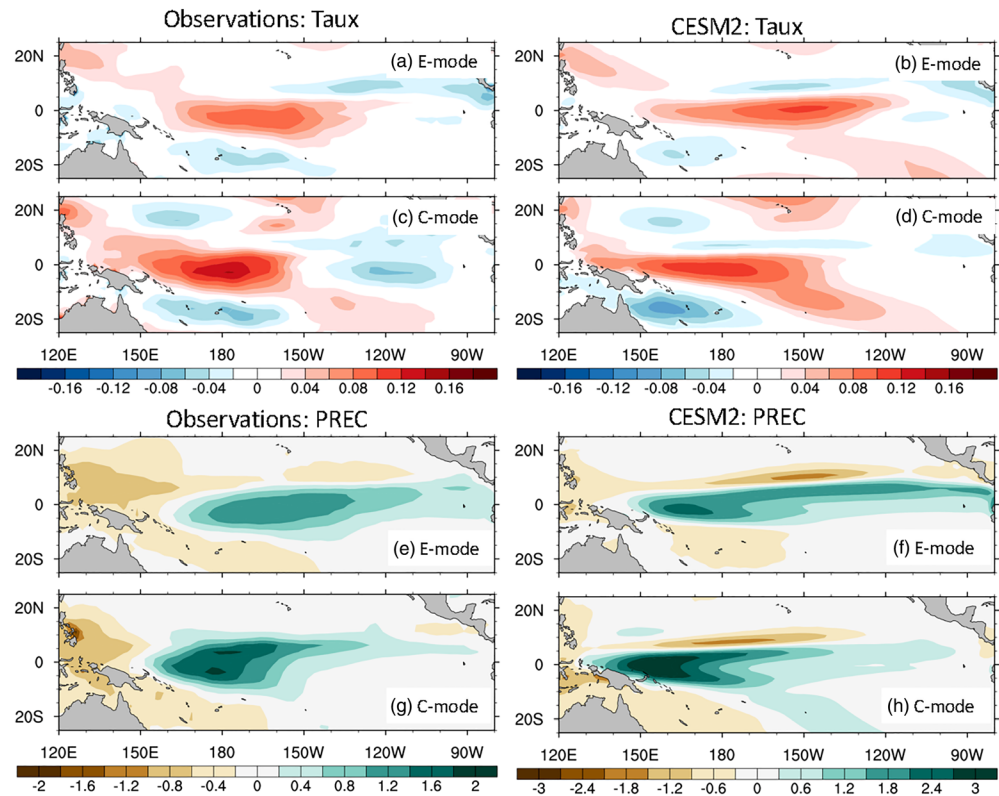 Observations: Taux
CESM2: Taux
20N
0
20S
(a) E-mode
20N
0
20S
(b) E-mode
20N
0
20S
(c) C-mode
20N
0
20S
(d) C-mode
120E 150E 180 150W 120W 90W
120E 150E 180 150W 120W 90W
-0.16 -0.12 -0.08 -0.04 0 0.04 0.08 0.12 0.16
-0.16 -0.12 -0.08 -0.04 0 0.04 0.08 0.12 0.16
Observations: PREC
CESM2: PREC
20N
0
20S
(e) E-mode
20N
0
20S
(f) E-mode
20N
0
20S
(g) C-mode
20N
0
20S
(h) C-mode
120E 150E 180 150W 120W 90W
120E 150E 180 150W 120W 90W
-2 -1.6 -1.2 -0.8 -0.4 0 0.4 0.8 1.2 1.6 2
-3 -2.4 -1.8 -1.2 -0.6 0 0.6 1.2 1.8 2.4 3